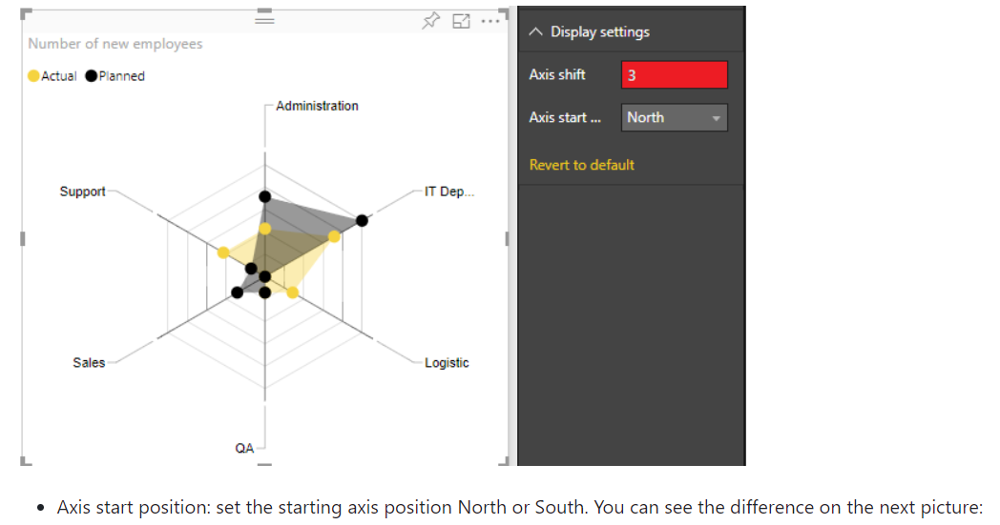 Number of new employees
Actual Planned
Administration
Support
IT Dep...
Sales
Logistic
QA
Display settings
Axis shift 3
Axis start ... North
Revert to default
• Axis start position: set the starting axis position North or South. You can see the difference on the next picture: